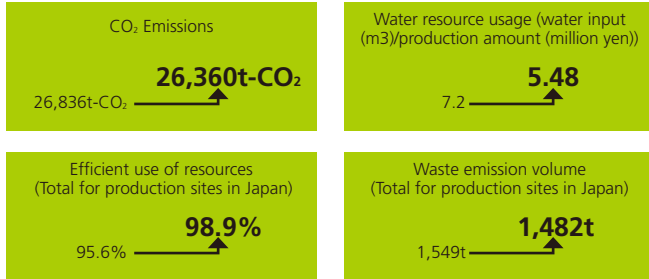 CO₂ Emissions
26,360t-CO₂
26,836t-CO₂
Water resource usage (water input
(m3)/production amount (million yen))
5.48
7.2
Efficient use of resources
(Total for production sites in Japan)
98.9%
95.6%
Waste emission volume
(Total for production sites in Japan)
1,482t
1,549t